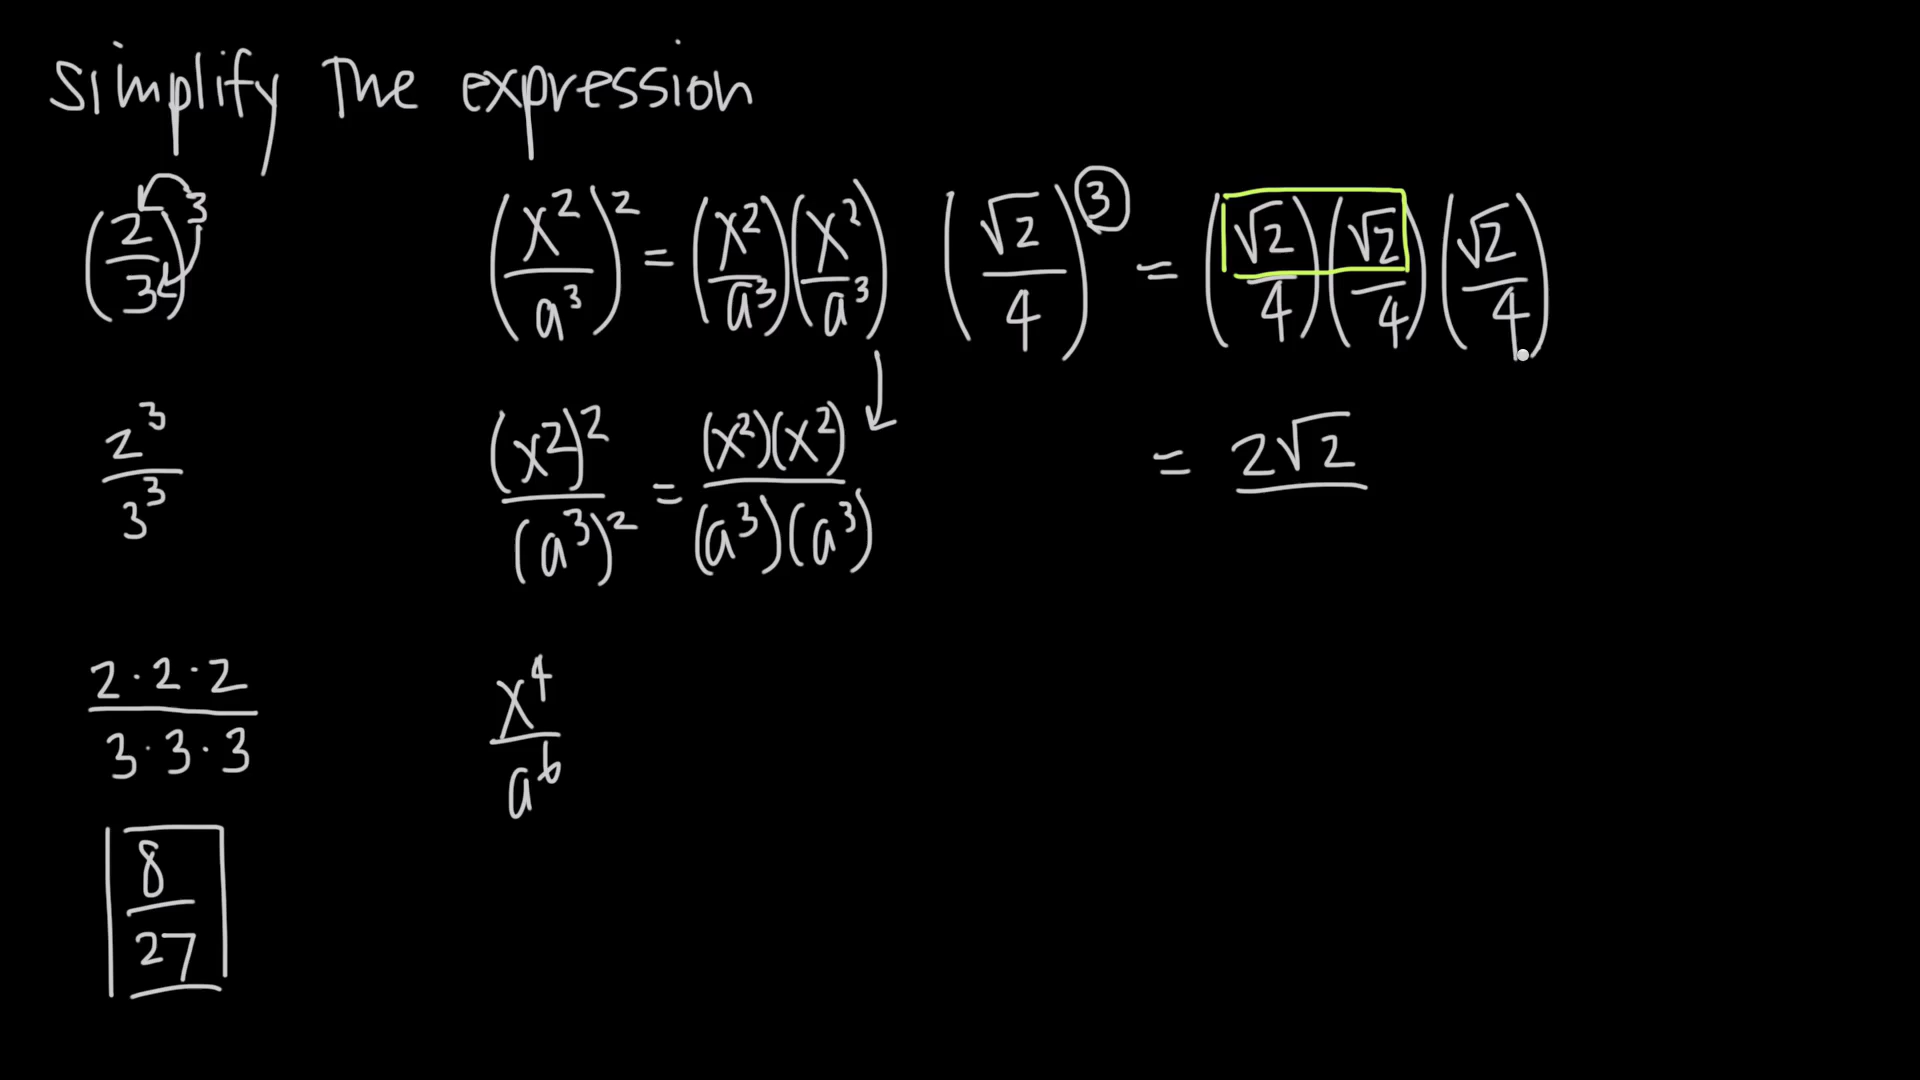 simplify the expression
(2/3)³
2³/3³
2·2·2/3·3·3
8/27
(x²/a³)² = (x²/a³)(x²/a³)
(x²)²/(a³)² = (x²)(x²)/(a³)(a³)
x⁴/a⁶
(√2/4)³ = (√2/4)(√2/4)(√2/4)
= 2√2